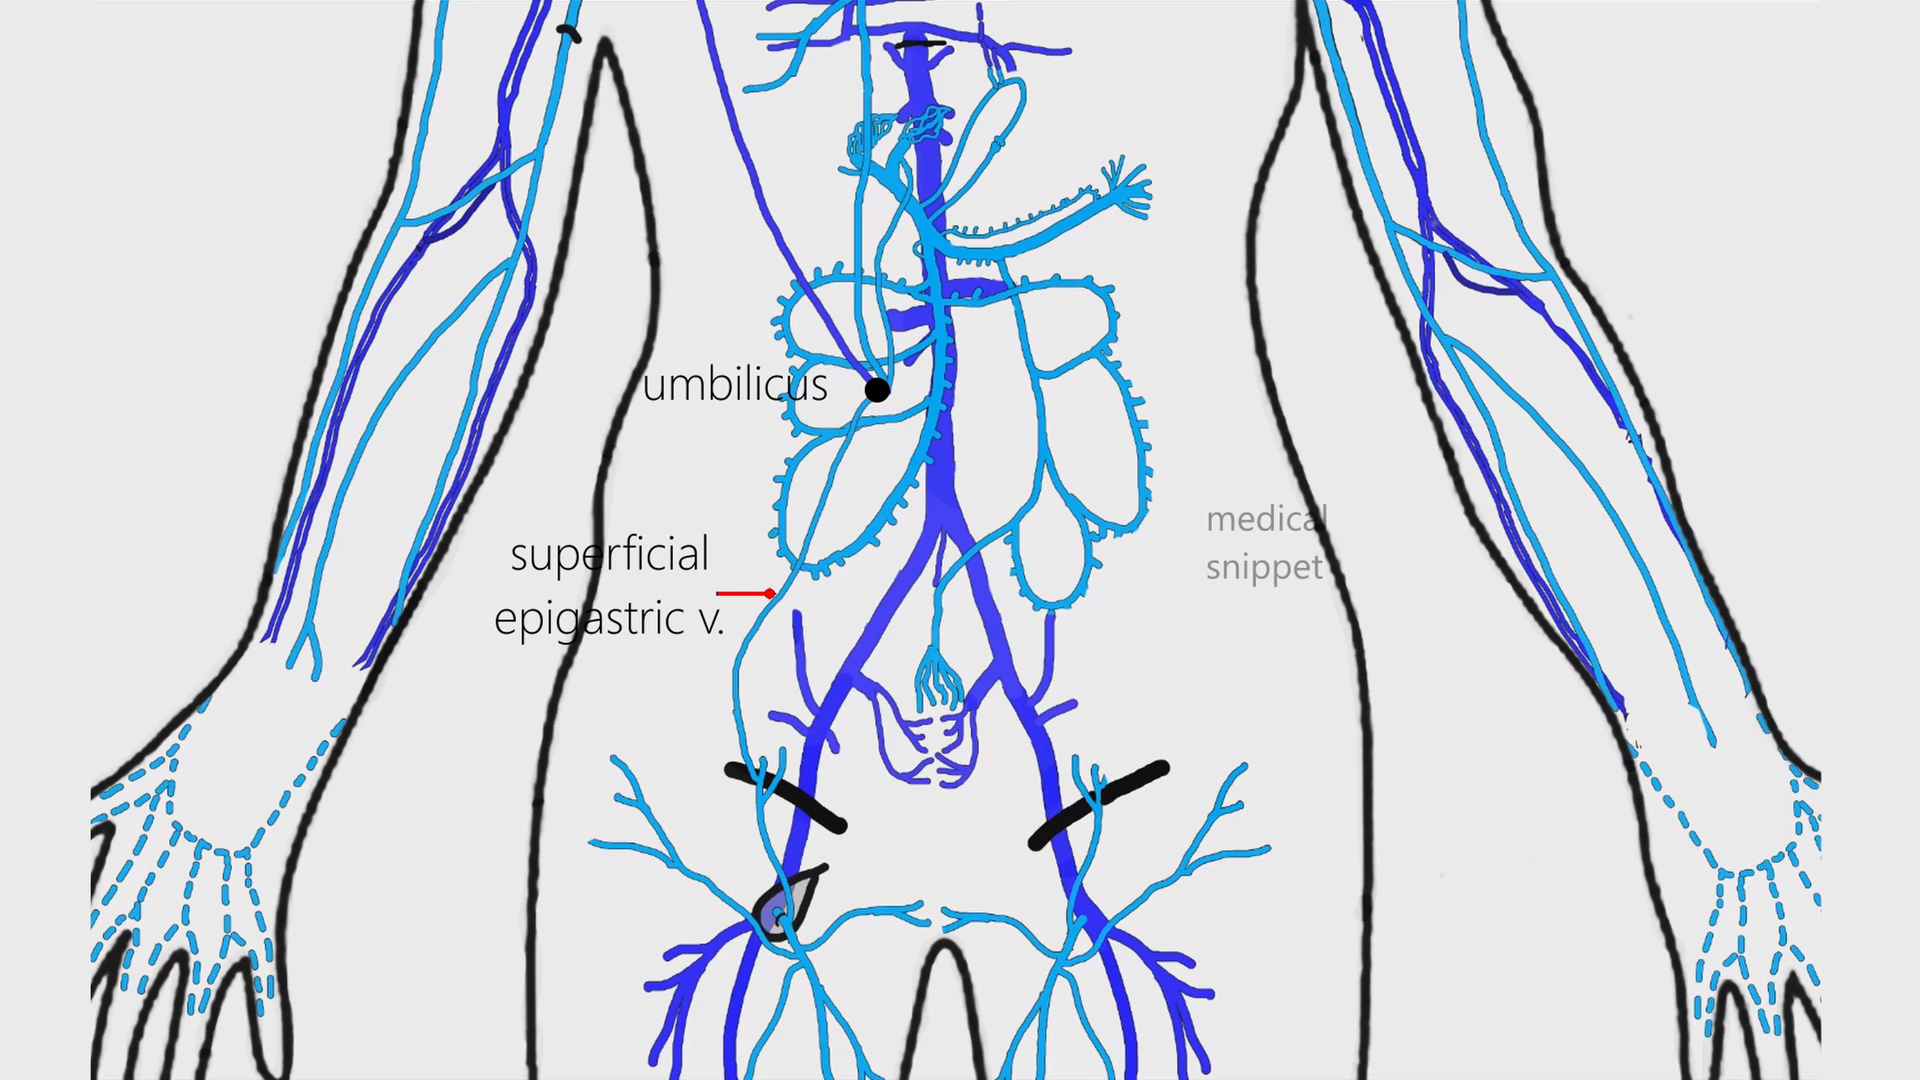 umbilicus
superficial
epigastric v.
medical
snippet